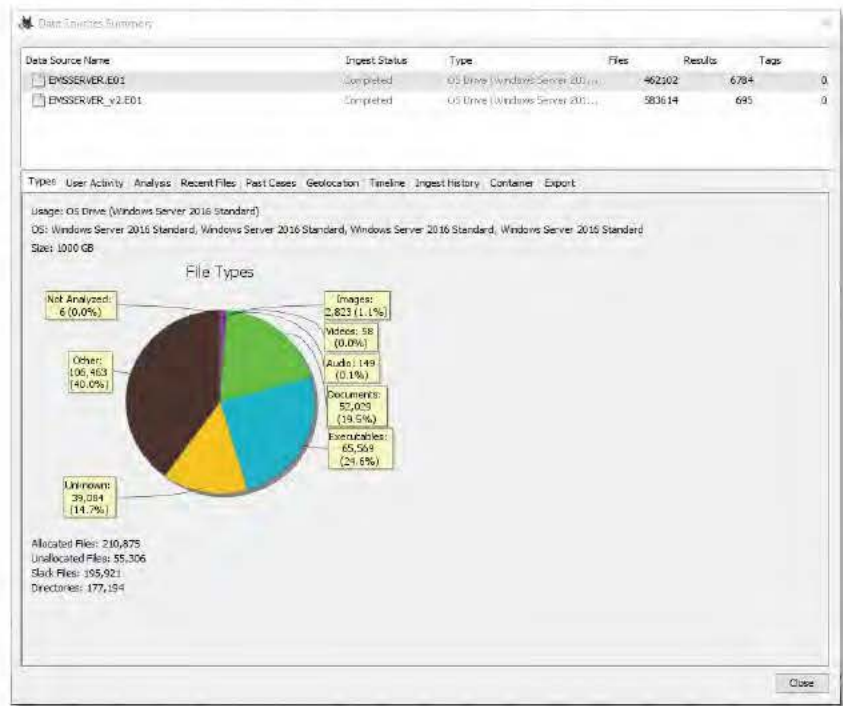 Data Sources Summary
Data Source Name Ingest Status Type Files Results Tags
EMSSERVER.E01 Completed OS Drive (Windows Server 201... 462102 6784 0
EMSSERVER_v2.E01 Completed OS Drive (Windows Server 201... 583614 695 0
Types User Activity Analysis Recent Files Past Cases Geolocation Timeline Ingest History Container Export
Usage: OS Drive (Windows Server 2016 Standard)
OS: Windows Server 2016 Standard, Windows Server 2016 Standard, Windows Server 2016 Standard, Windows Server 2016 Standard
Size: 1000 GB
File Types
Not Analyzed:
6 (0.0%)
Images:
2,823 (1.1%)
Videos: 58
(0.0%)
Audio: 149
(0.1%)
Other:
106,463
(40.0%)
Documents:
52,029
(19.5%)
Executables:
65,569
(24.6%)
Unknown:
39,084
(14.7%)
Allocated Files: 210,875
Unallocated Files: 55,306
Slack Files: 195,921
Directories: 177,194
Close